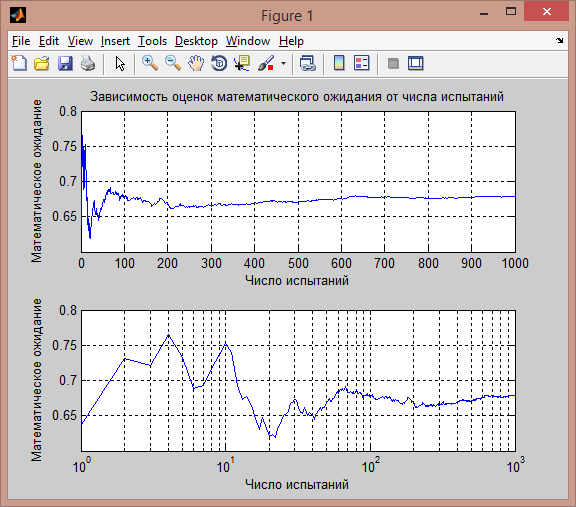 Figure 1
File Edit View Insert Tools Desktop Window Help
Зависимость оценок математического ожидания от числа испытаний
Математическое ожидание
0.8
0.75
0.7
0.65
0 100 200 300 400 500 600 700 800 900 1000
Число испытаний
Математическое ожидание
0.8
0.75
0.7
0.65
10^0 10^1 10^2 10^3
Число испытаний